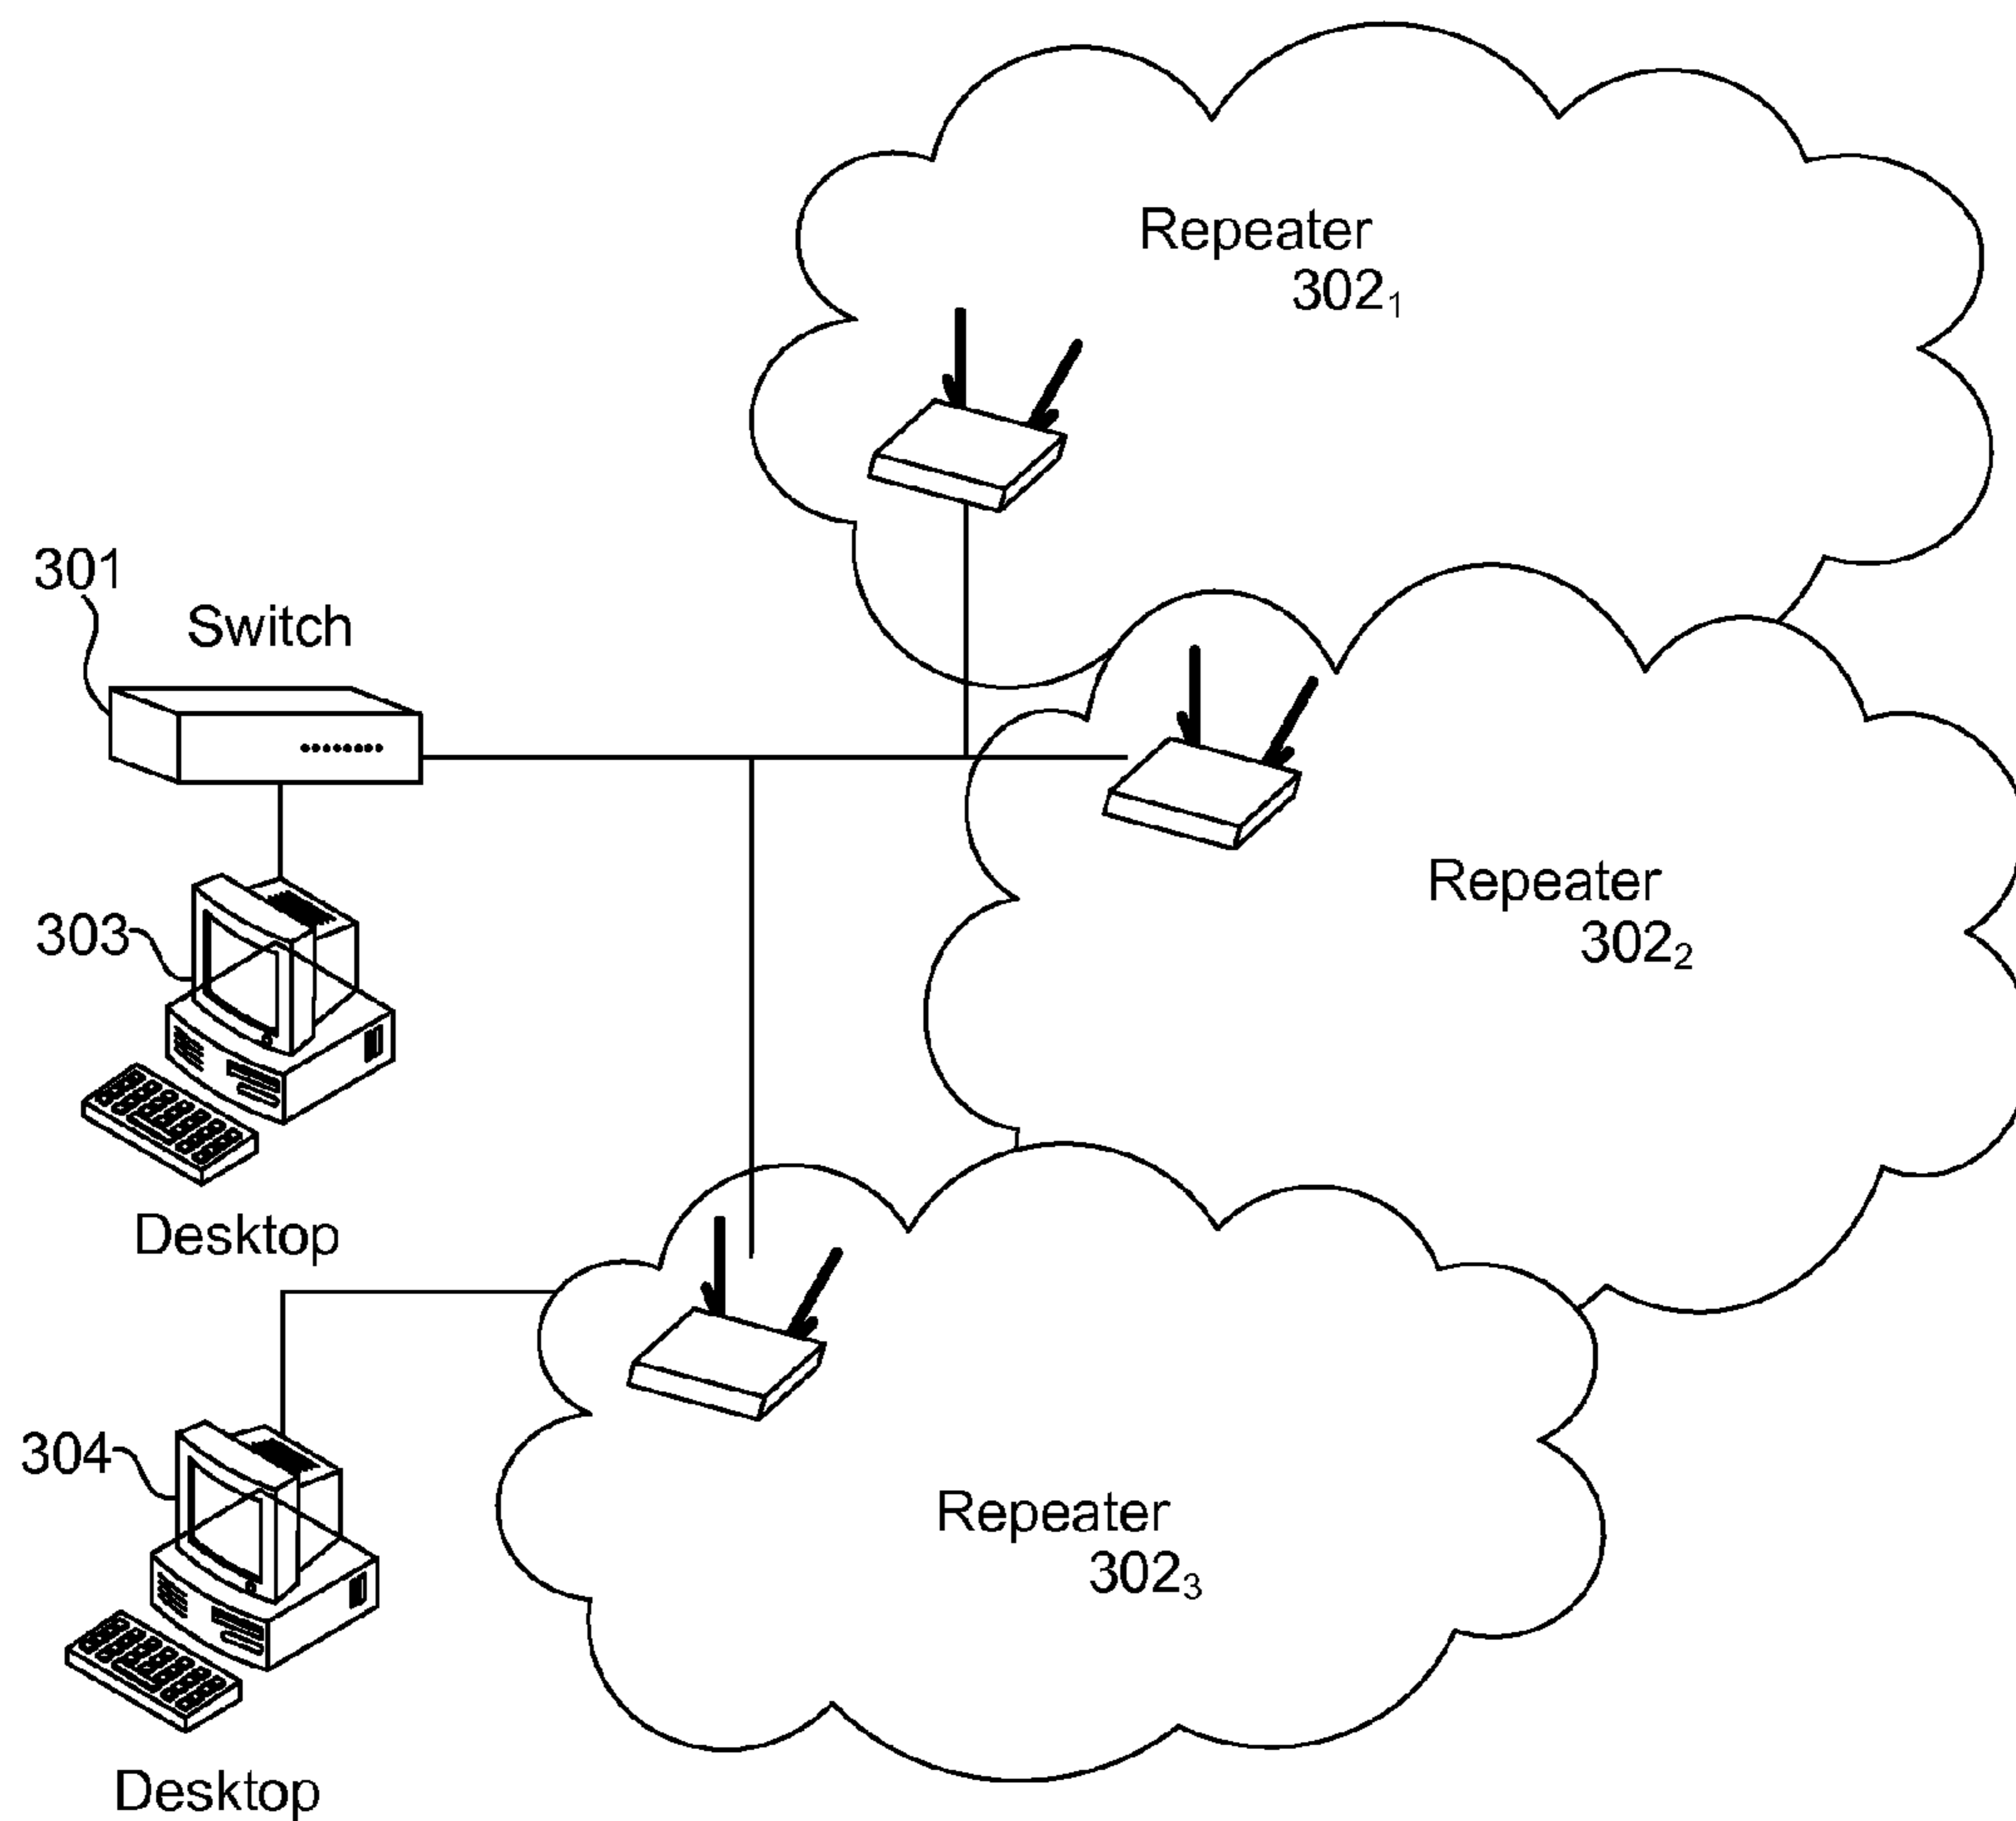 Repeater
302₁
301
Switch
303
Repeater
302₂
Desktop
304
Repeater
302₃
Desktop